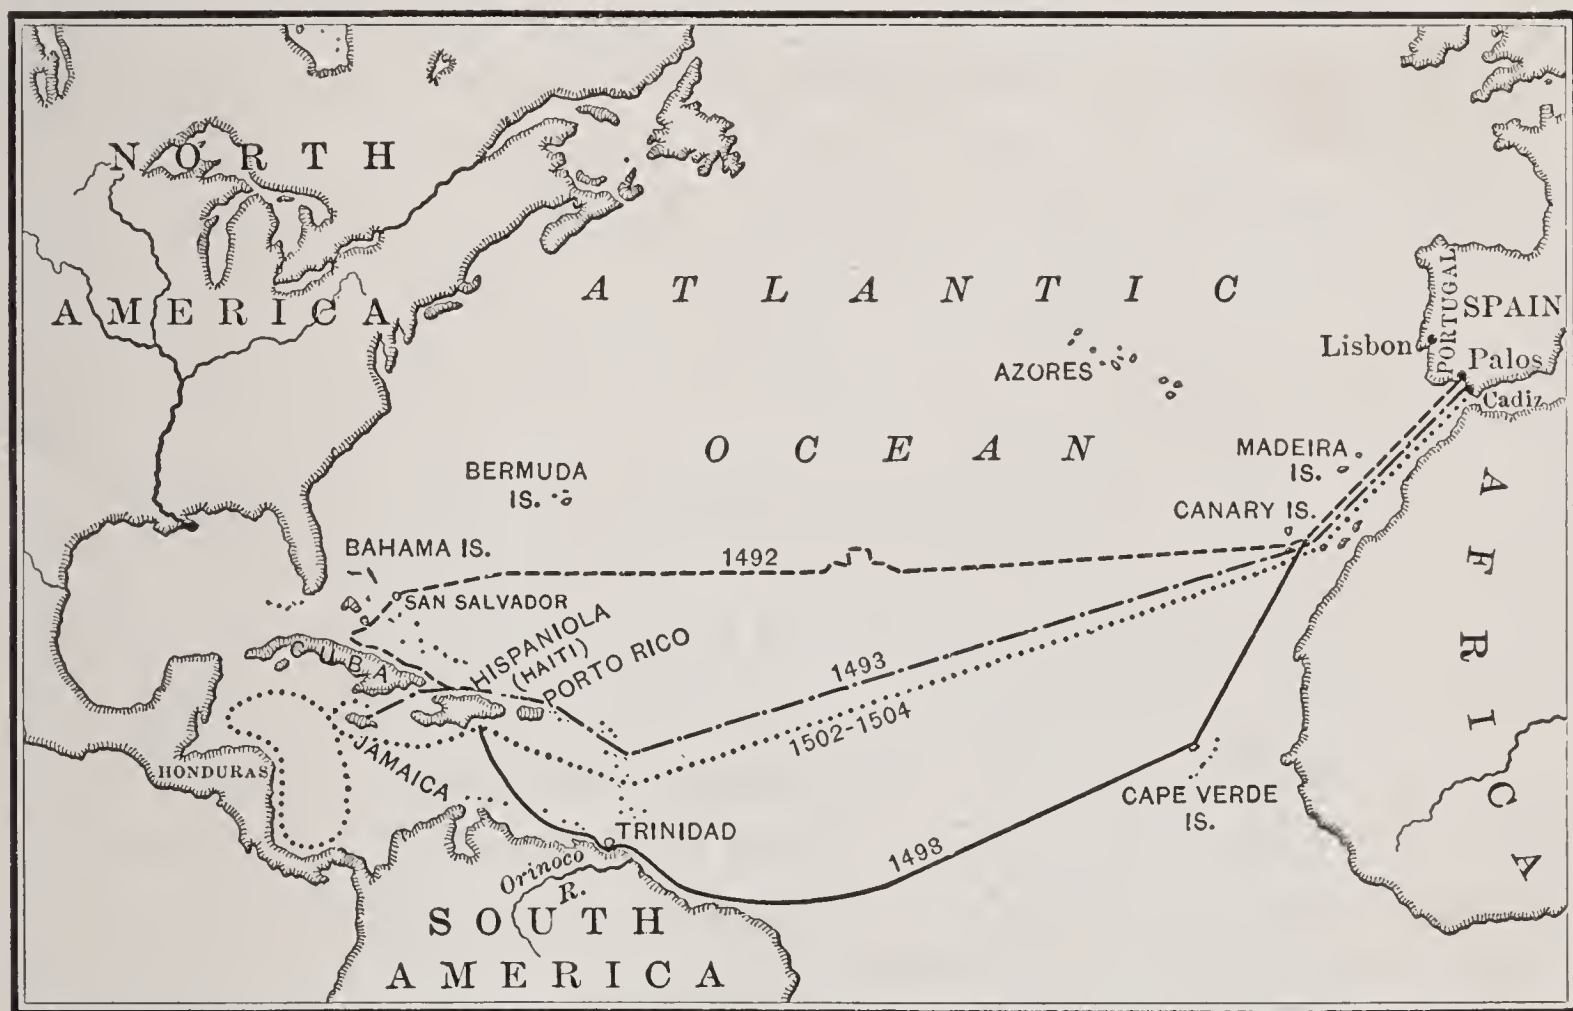 NORTH
AMERICA
ATLANTIC
OCEAN
PORTUGAL
SPAIN
Lisbon
Palos
Cadiz
AZORES
MADEIRA
IS.
CANARY IS.
BERMUDA
IS.
BAHAMA IS.
1492
SAN SALVADOR
CUBA
HISPANIOLA
(HAITI)
PORTO RICO
1493
1502-1504
JAMAICA
HONDURAS
CAPE VERDE
IS.
TRINIDAD
1498
Orinoco
R.
SOUTH
AMERICA
AFRICA